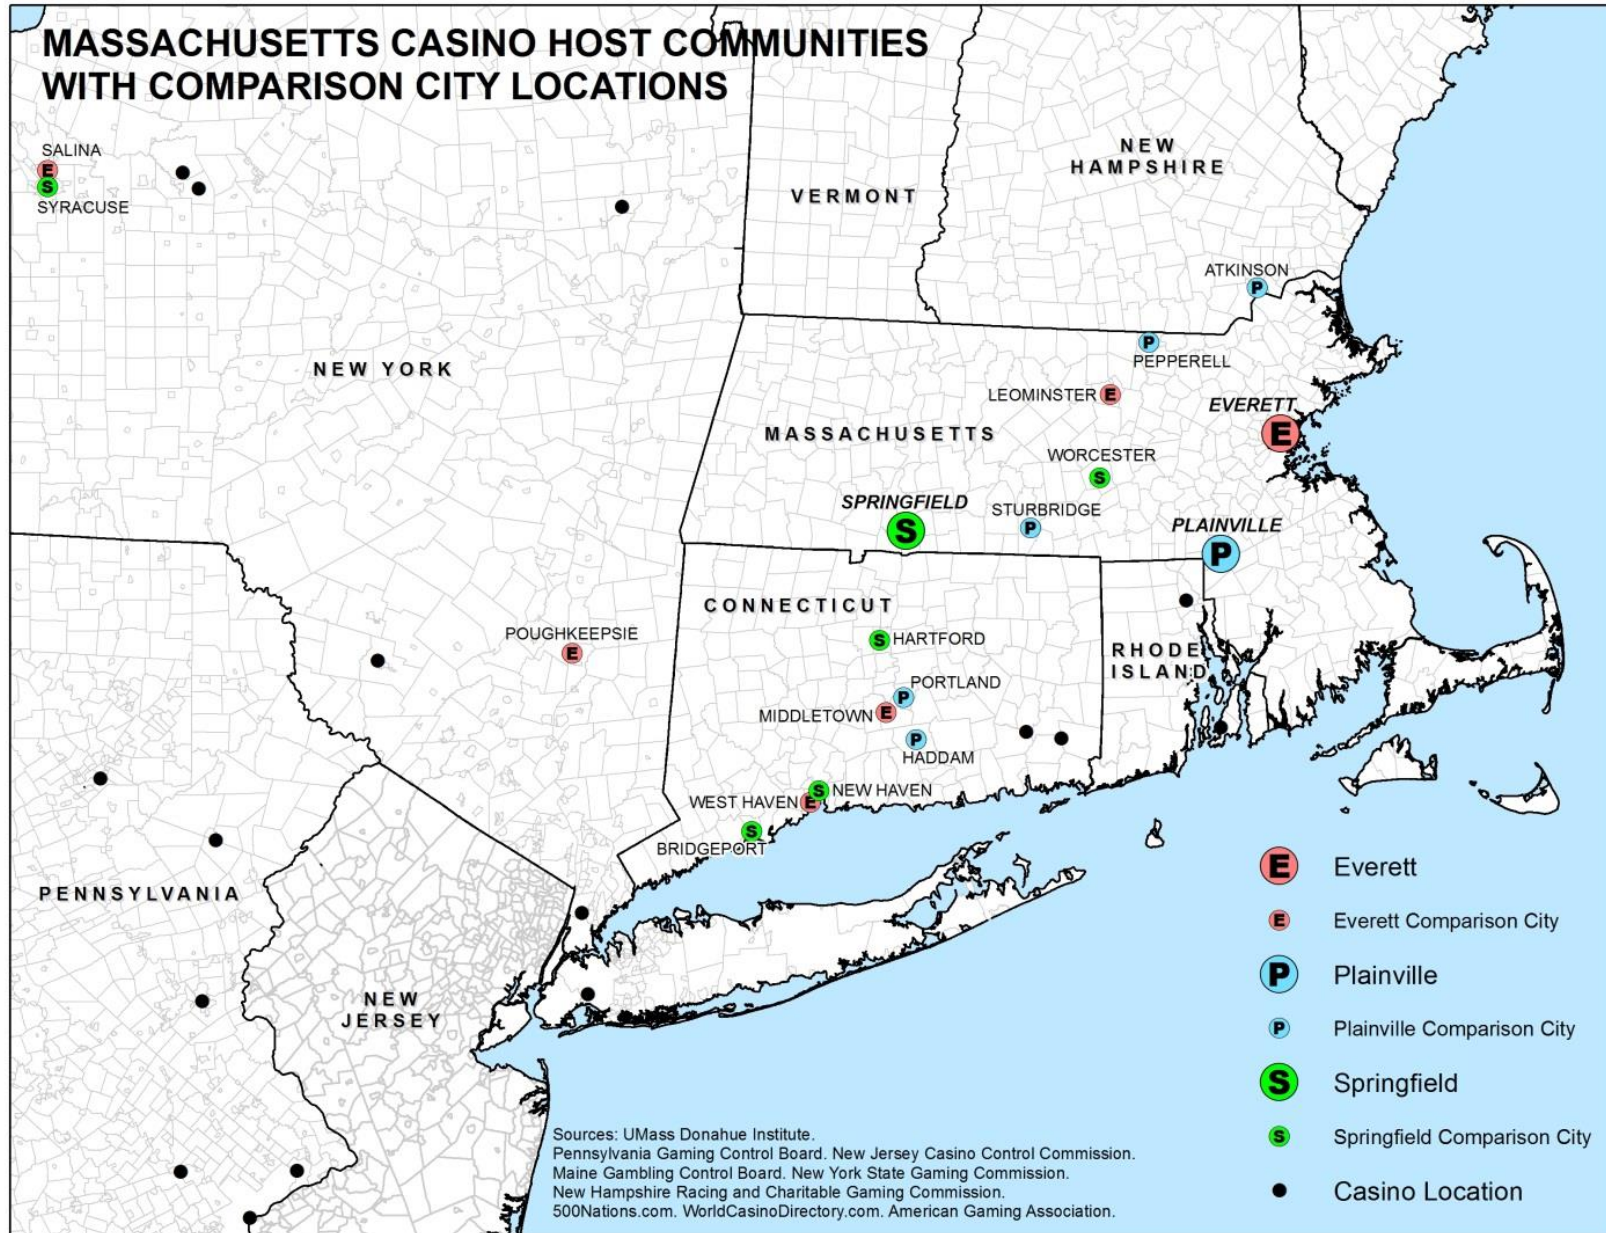 MASSACHUSETTS CASINO HOST COMMUNITIES
WITH COMPARISON CITY LOCATIONS
SALINA
E
S
SYRACUSE
NEW
HAMPSHIRE
VERMONT
ATKINSON
P
NEW YORK
P
PEPPERELL
LEOMINSTER E
EVERETT
E
MASSACHUSETTS
WORCESTER
S
SPRINGFIELD
S
STURBRIDGE
P
PLAINVILLE
P
CONNECTICUT
POUGHKEEPSIE
E
S HARTFORD
RHODE
ISLAND
PORTLAND
P
MIDDLETOWN E
P
HADDAM
S NEW HAVEN
WEST HAVEN E
S
BRIDGEPORT
PENNSYLVANIA
NEW
JERSEY
E Everett
E Everett Comparison City
P Plainville
P Plainville Comparison City
S Springfield
S Springfield Comparison City
Casino Location
Sources: UMass Donahue Institute.
Pennsylvania Gaming Control Board. New Jersey Casino Control Commission.
Maine Gambling Control Board. New York State Gaming Commission.
New Hampshire Racing and Charitable Gaming Commission.
500Nations.com. WorldCasinoDirectory.com. American Gaming Association.